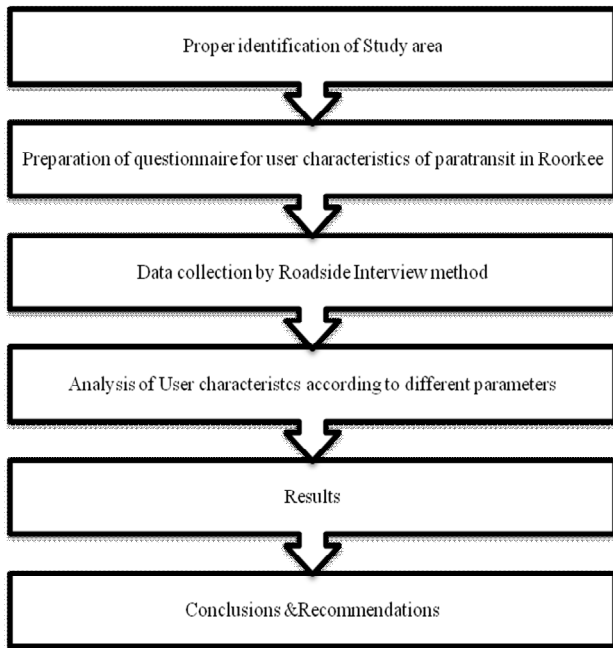 Proper identification of Study area
Preparation of questionnaire for user characteristics of paratransit in Roorkee
Data collection by Roadside Interview method
Analysis of User characteristcs according to different parameters
Results
Conclusions &Recommendations